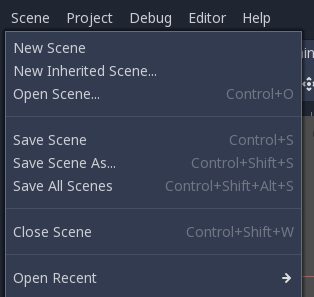 Scene Project Debug Editor Help
New Scene
New Inherited Scene...
Open Scene... Control+O
Save Scene Control+S
Save Scene As... Control+Shift+S
Save All Scenes Control+Shift+Alt+S
Close Scene Control+Shift+W
Open Recent